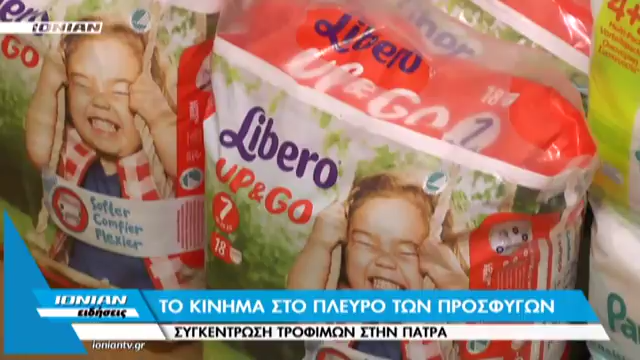 IONIAN
Libero
UP&GO
18
7
Libero
UP&GO
7
18
Softer
Comfier
Flexier
IONIAN
ειδήσεις
ioniantv.gr
ΤΟ ΚΙΝΗΜΑ ΣΤΟ ΠΛΕΥΡΟ ΤΩΝ ΠΡΟΣΦΥΓΩΝ
ΣΥΓΚΕΝΤΡΩΣΗ ΤΡΟΦΙΜΩΝ ΣΤΗΝ ΠΑΤΡΑ